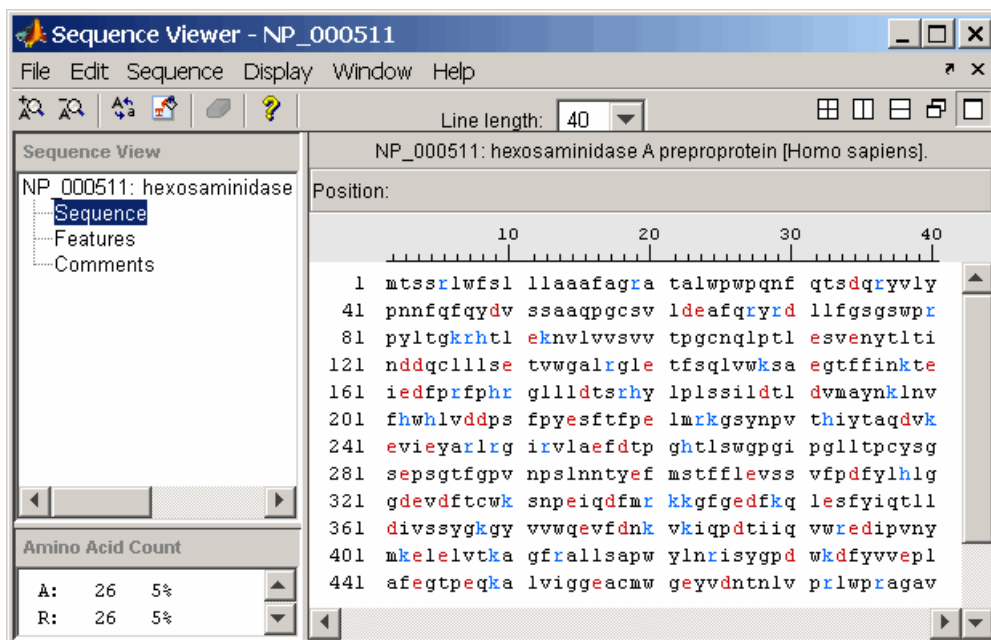 Sequence Viewer - NP_000511
File Edit Sequence Display Window Help
Line length: 40
Sequence View
NP_000511: hexosaminidase
Sequence
Features
Comments
Amino Acid Count
A: 26 5%
R: 26 5%
NP_000511: hexosaminidase A preproprotein [Homo sapiens].
Position:
10 20 30 40
1 mtssrlwfsl llaaafagra talwpwpqnf qtsdqryvly
41 pnnfqfqydv ssaaqpgcsv ldeafqryrd llfgsgswpr
81 pyltgkrhtl eknvlvvsvv tpgcnqlptl esvenytlti
121 nddqclllse tvwgalrgle tfsqlvwksa egtffinkte
161 iedfprfphr gllldtsrhy lplssildtl dvmaynklnv
201 fhwhlvddps fpyesftfpe lmrkgsynpv thiytaqdvk
241 evieyarlrg irvlaefdtp ghtlswgpgi pglltpcysg
281 sepsgtfgpv npslnntyef mstfflevss vfpdfylhlg
321 gdevdftcwk snpeiqdfmr kkgfgedfkq lesfyiqtll
361 divssygkgy vvwqevfdnk vkiqpdtiiq vwredipvny
401 mkelelvtka gfrallsapw ylnrisygpd wkdfyvvepl
441 afegtpeqka lviggeacmw geyvdntnlv prlwpragav